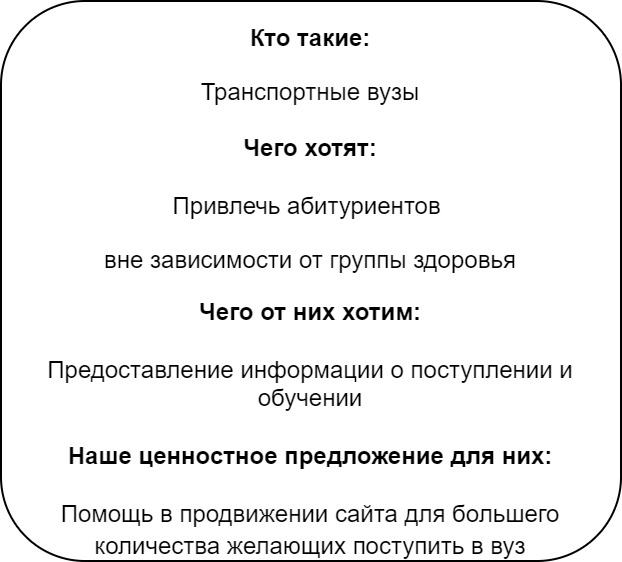 Кто такие:
Транспортные вузы
Чего хотят:
Привлечь абитуриентов
вне зависимости от группы здоровья
Чего от них хотим:
Предоставление информации о поступлении и
обучении
Наше ценностное предложение для них:
Помощь в продвижении сайта для большего
количества желающих поступить в вуз